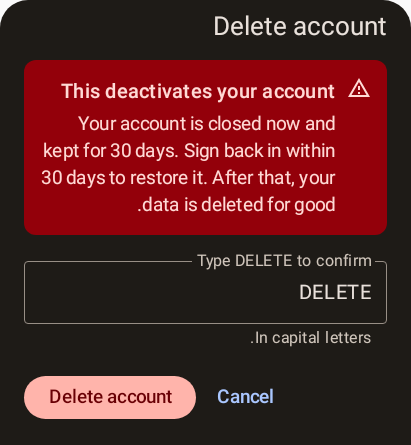 Delete account
This deactivates your account
Your account is closed now and
kept for 30 days. Sign back in within
30 days to restore it. After that, your
.data is deleted for good
Type DELETE to confirm
DELETE
.In capital letters
Delete account
Cancel